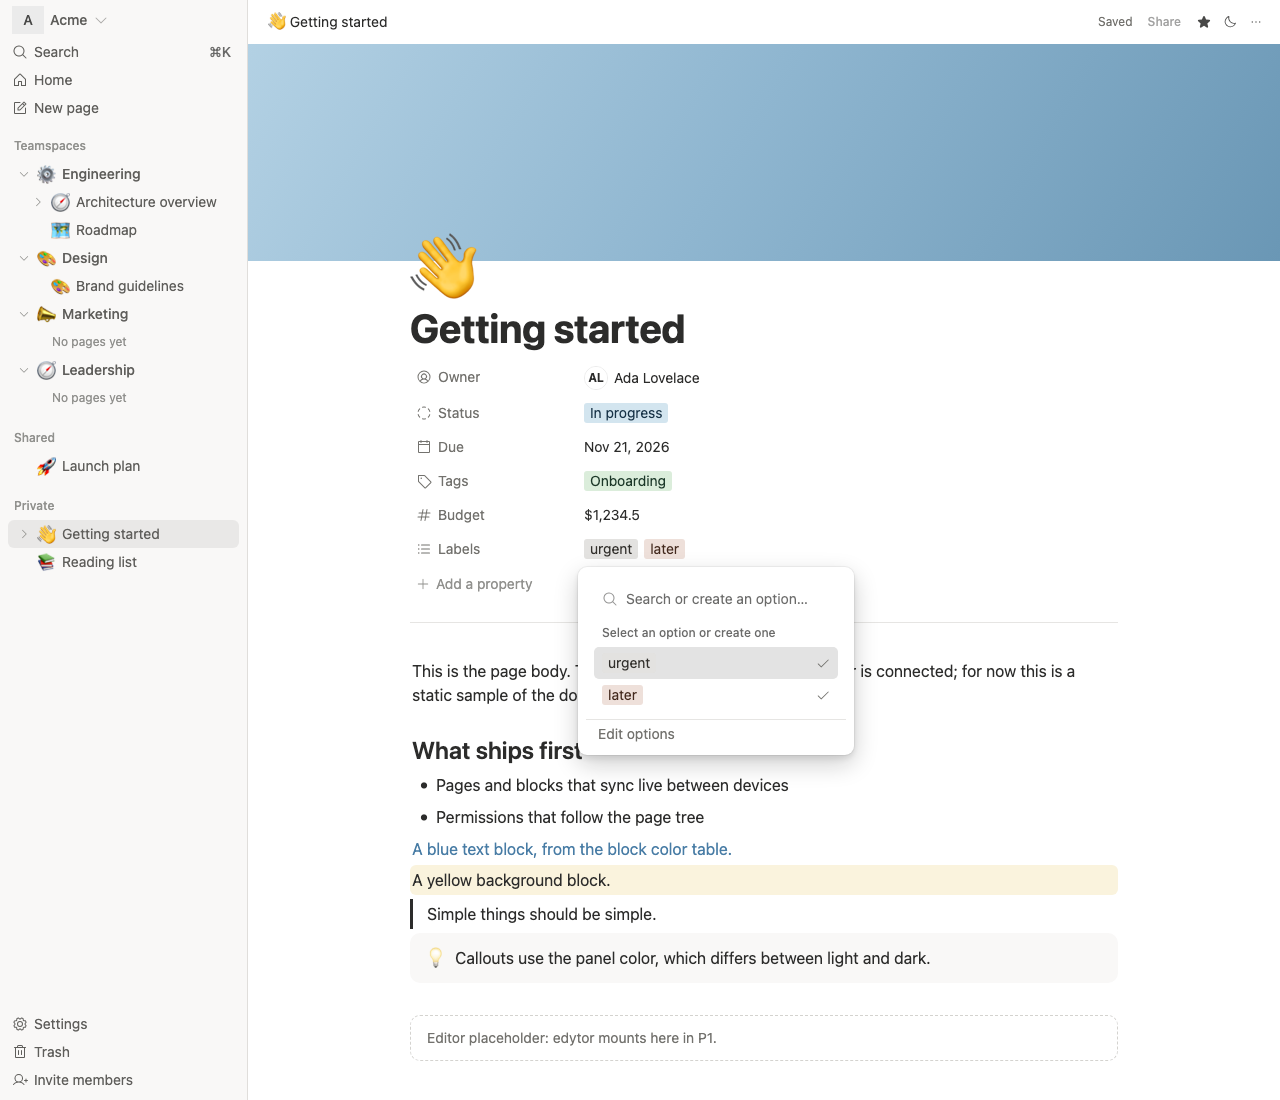 A Acme
Search ⌘K
Home
New page
Teamspaces
Engineering
Architecture overview
Roadmap
Design
Brand guidelines
Marketing
No pages yet
Leadership
No pages yet
Shared
Launch plan
Private
Getting started
Reading list
Settings
Trash
Invite members
Getting started
Saved Share
Getting started
Owner AL Ada Lovelace
Status In progress
Due Nov 21, 2026
Tags Onboarding
Budget $1,234.5
Labels urgent later
Add a property
Search or create an option...
Select an option or create one
urgent
later
Edit options
This is the page body. is connected; for now this is a
static sample of the
What ships first
Pages and blocks that sync live between devices
Permissions that follow the page tree
A blue text block, from the block color table.
A yellow background block.
Simple things should be simple.
Callouts use the panel color, which differs between light and dark.
Editor placeholder: edytor mounts here in P1.